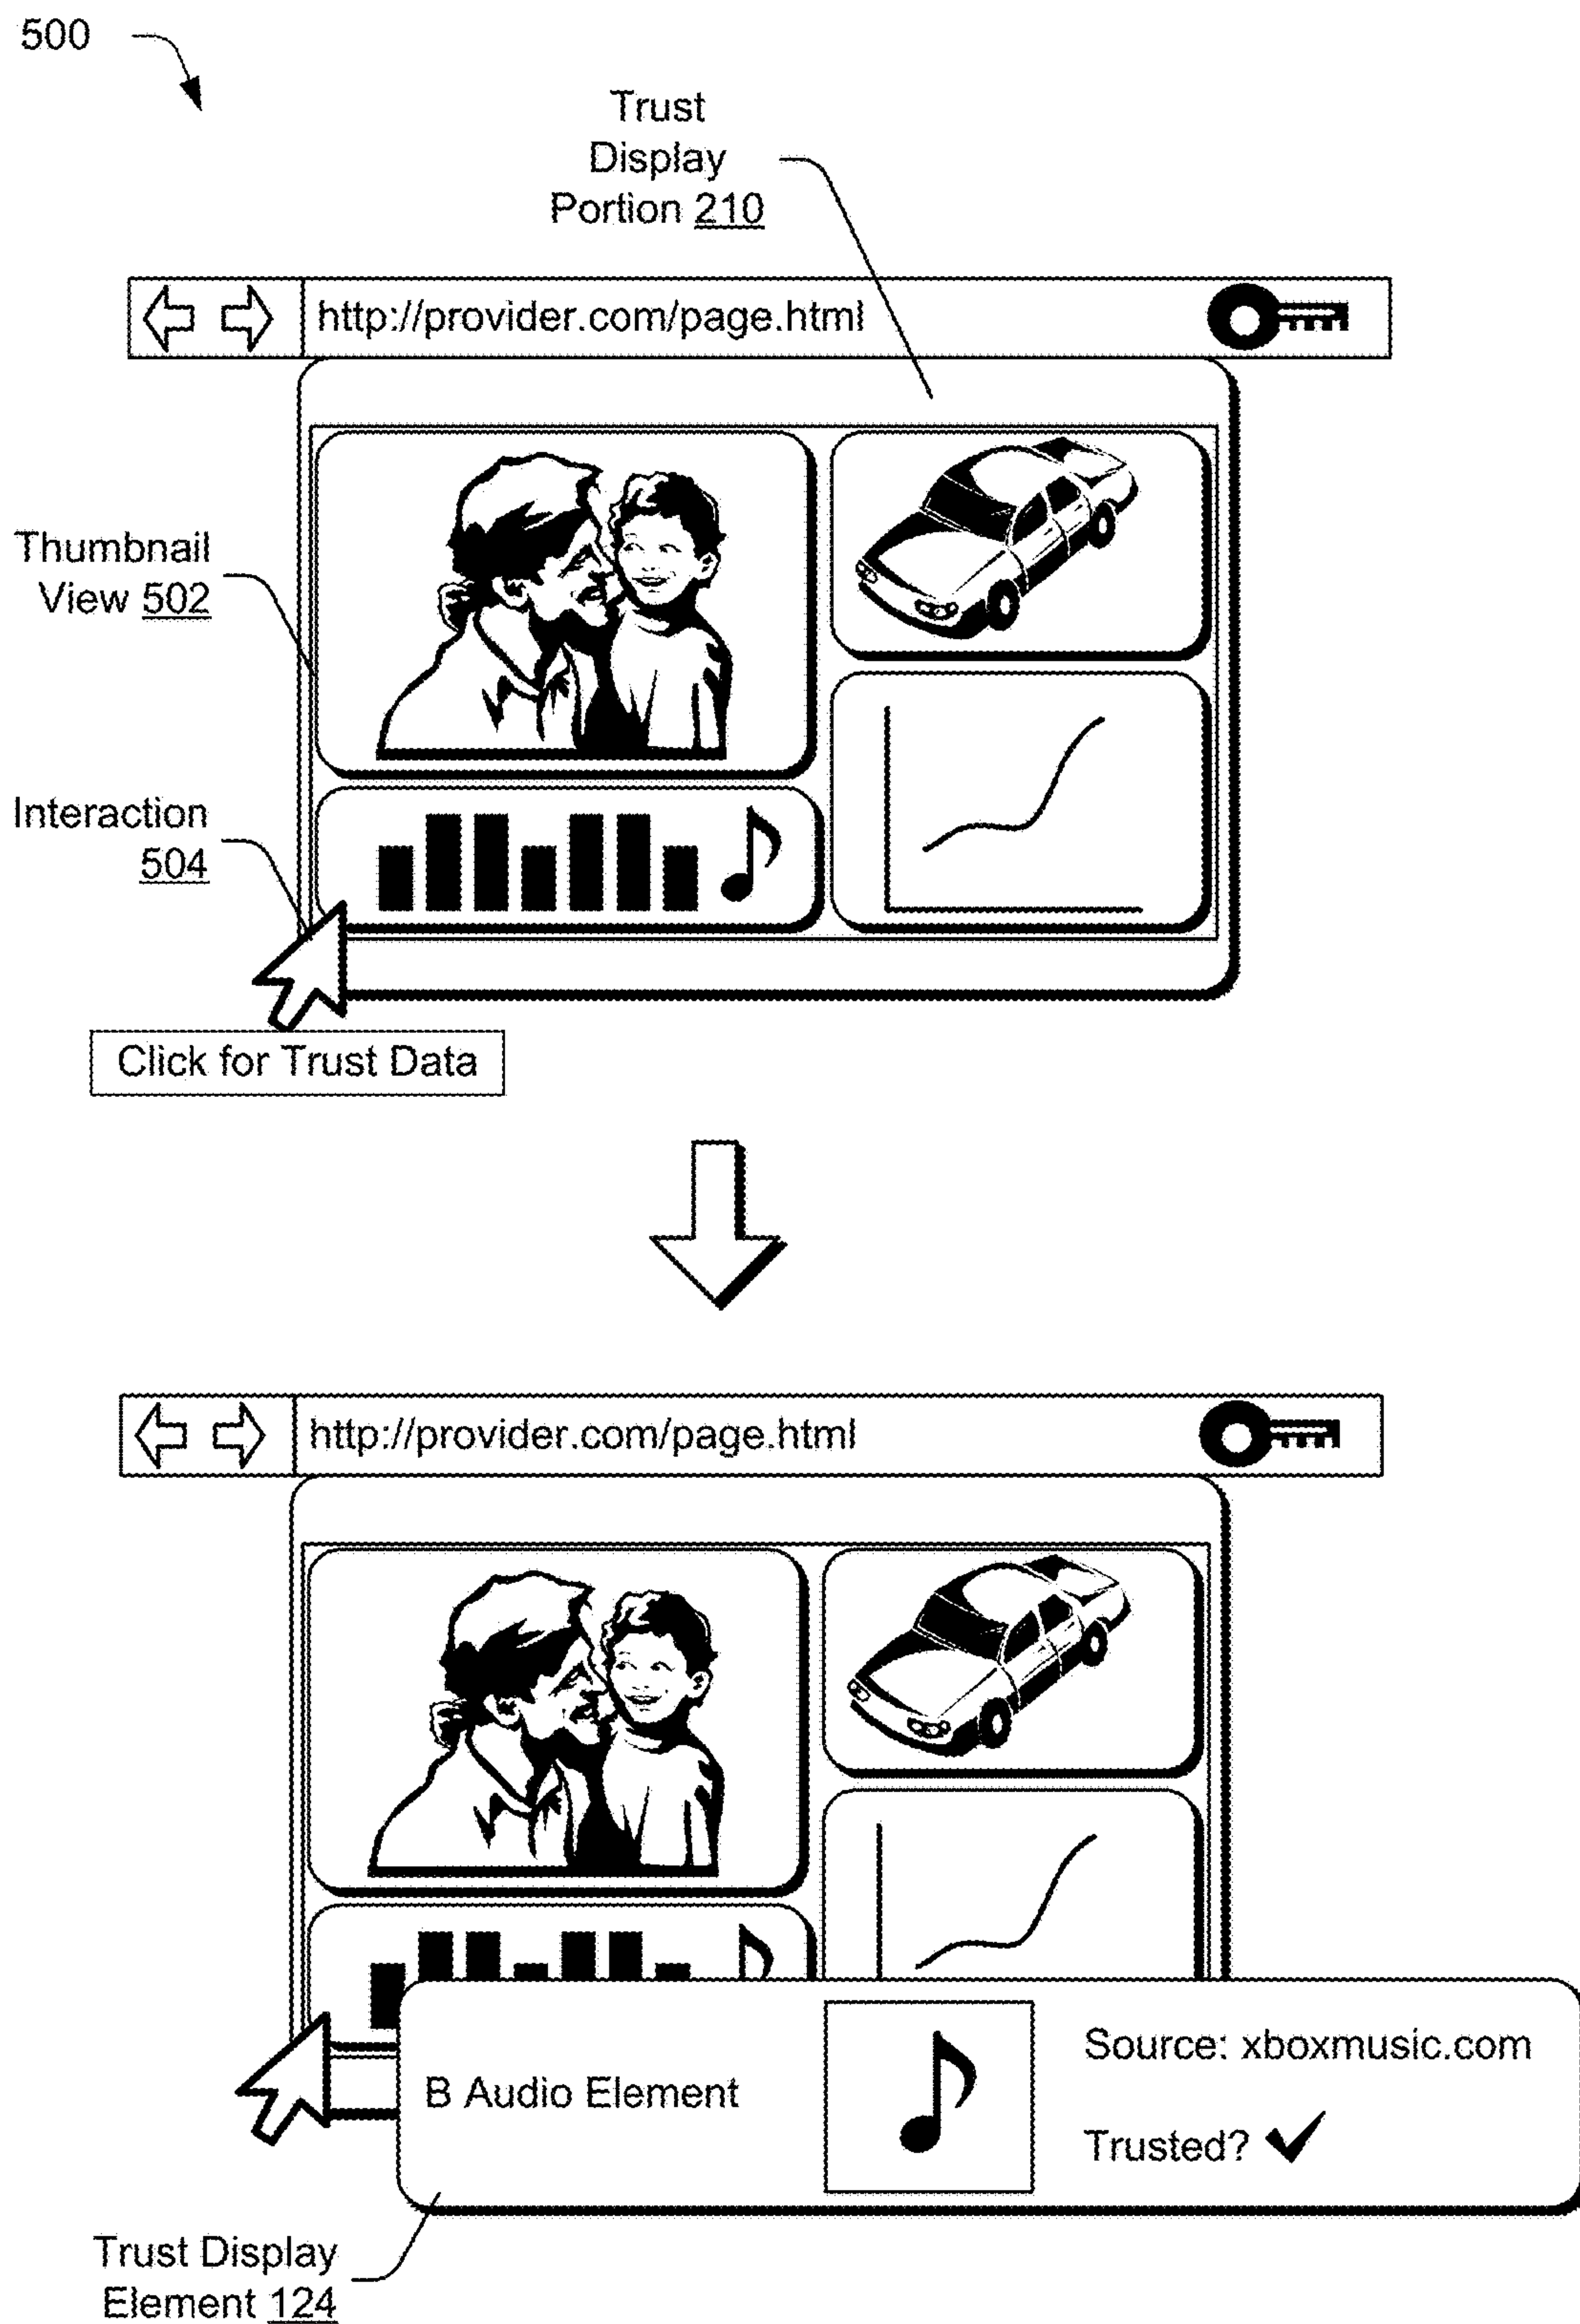 500
Trust
Display
Portion 210
http://provider.com/page.html
Thumbnail
View 502
Interaction
504
Click for Trust Data
http://provider.com/page.html
B Audio Element
Source: xboxmusic.com
Trusted?
Trust Display
Element 124